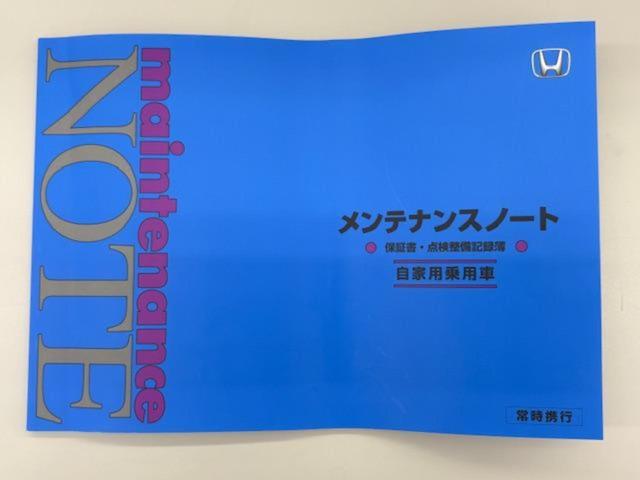 maintenance
NOTE
メンテナンスノート
保証書・点検整備記録簿
自家用乗用車
常時携行